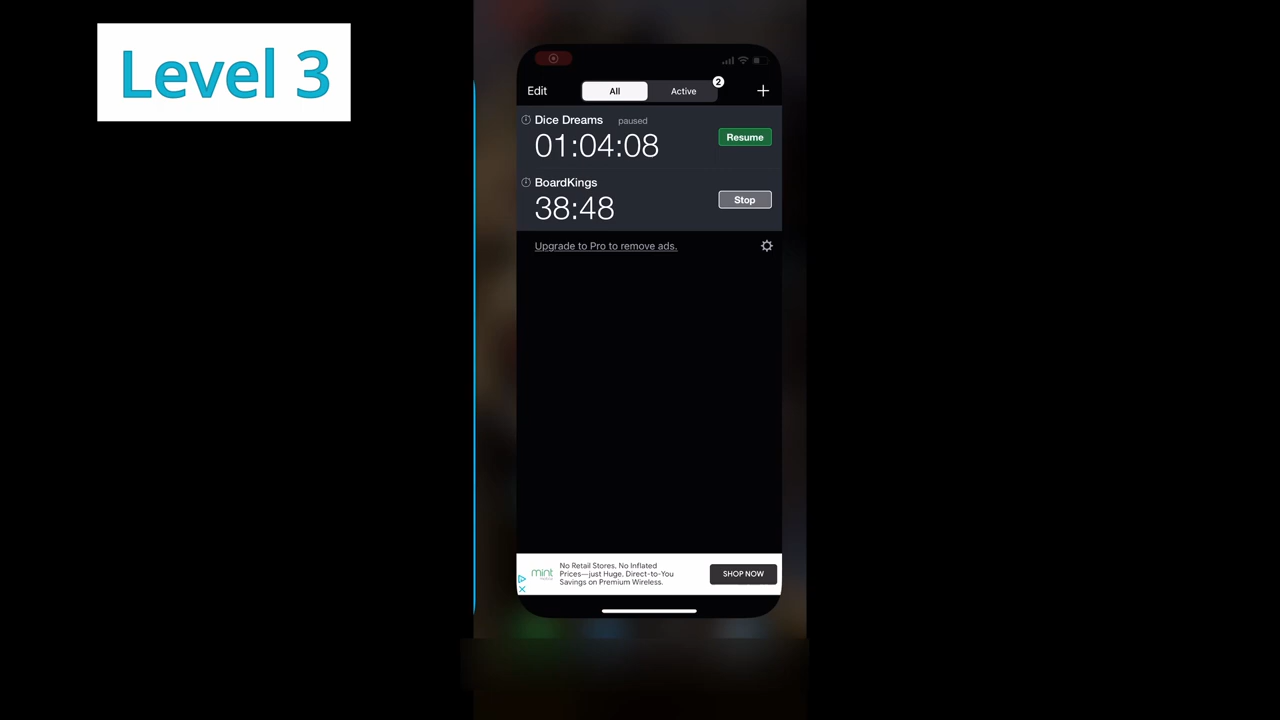 Level 3
Edit
All
Active
2
+
Dice Dreams paused
01:04:08
Resume
BoardKings
38:48
Stop
Upgrade to Pro to remove ads.
mint
No Retail Stores, No Inflated
Prices—just Huge, Direct-to-You
Savings on Premium Wireless.
SHOP NOW